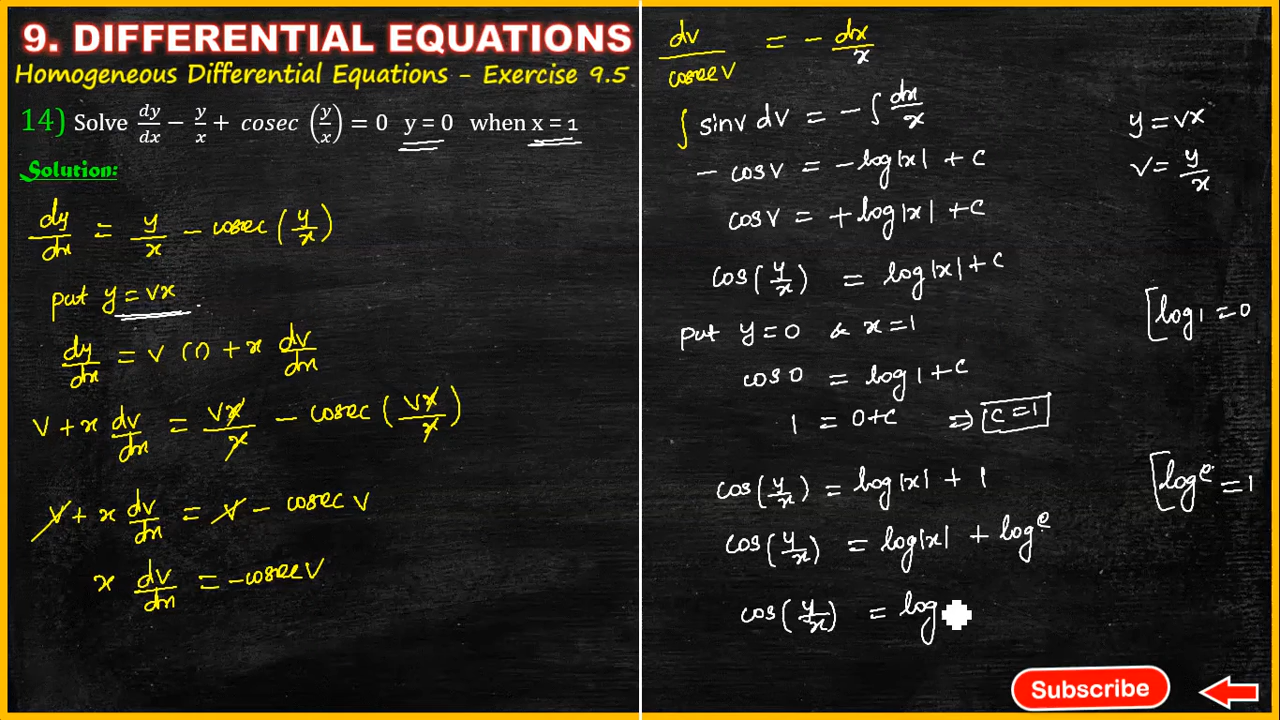 9. DIFFERENTIAL EQUATIONS
Homogeneous Differential Equations - Exercise 9.5
14) Solve dy/dx − y/x + cosec (y/x) = 0 y = 0 when x = 1
Solution:
dy/dx = y/x − cosec (y/x)
put y = vx
dy/dx = v (1) + x dv/dx
v + x dv/dx = vx/x − cosec (vx/x)
v + x dv/dx = v − cosec v
x dv/dx = −cosec v
dv/cosec v = − dx/x
∫ sinv dv = − ∫ dx/x
− cosv = − log|x| + c
cosv = + log|x| + c
cos(y/x) = log|x| + c
put y = 0 & x = 1
cos 0 = log 1 + c
1 = 0 + c ⇒ c = 1
cos(y/x) = log|x| + 1
cos(y/x) = log|x| + log e
cos(y/x) = log
y = vx
v = y/x
[log 1 = 0
[log e = 1
Subscribe